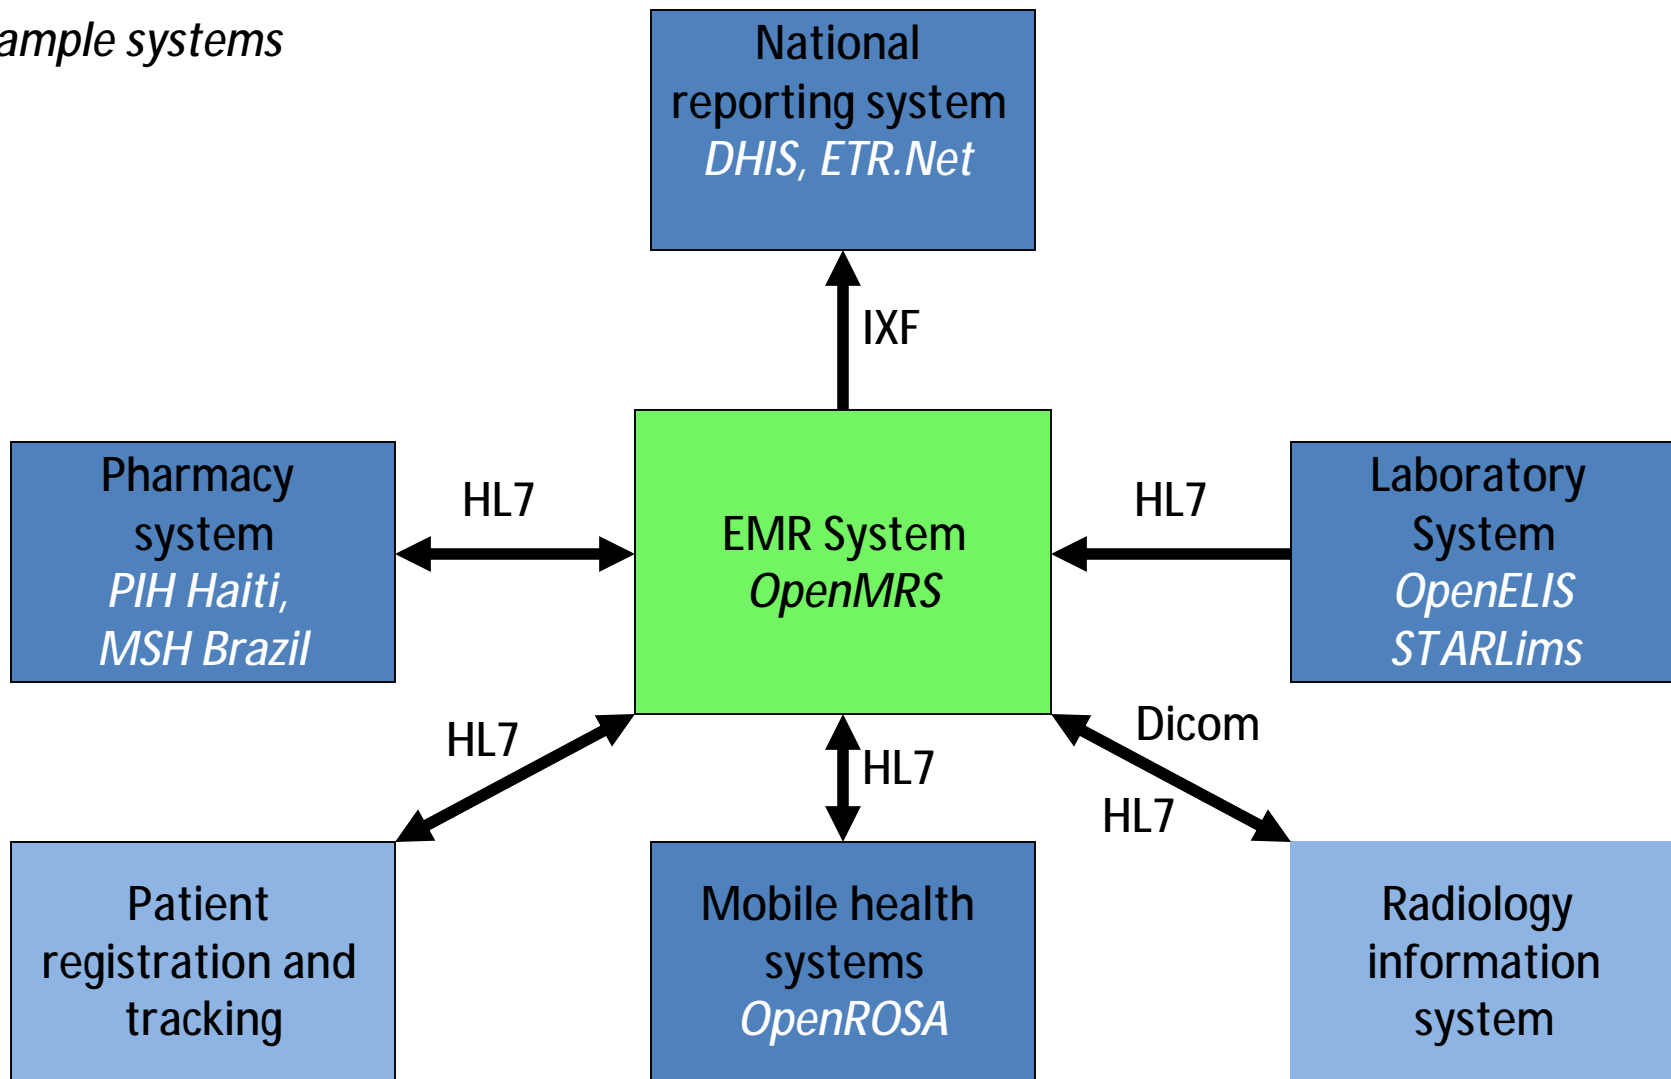 ample systems
National
reporting system
DHIS, ETR.Net
IXF
Pharmacy
system
PIH Haiti,
MSH Brazil
HL7
EMR System
OpenMRS
HL7
Laboratory
System
OpenELIS
STARLims
HL7
HL7
Dicom
HL7
Patient
registration and
tracking
Mobile health
systems
OpenROSA
Radiology
information
system